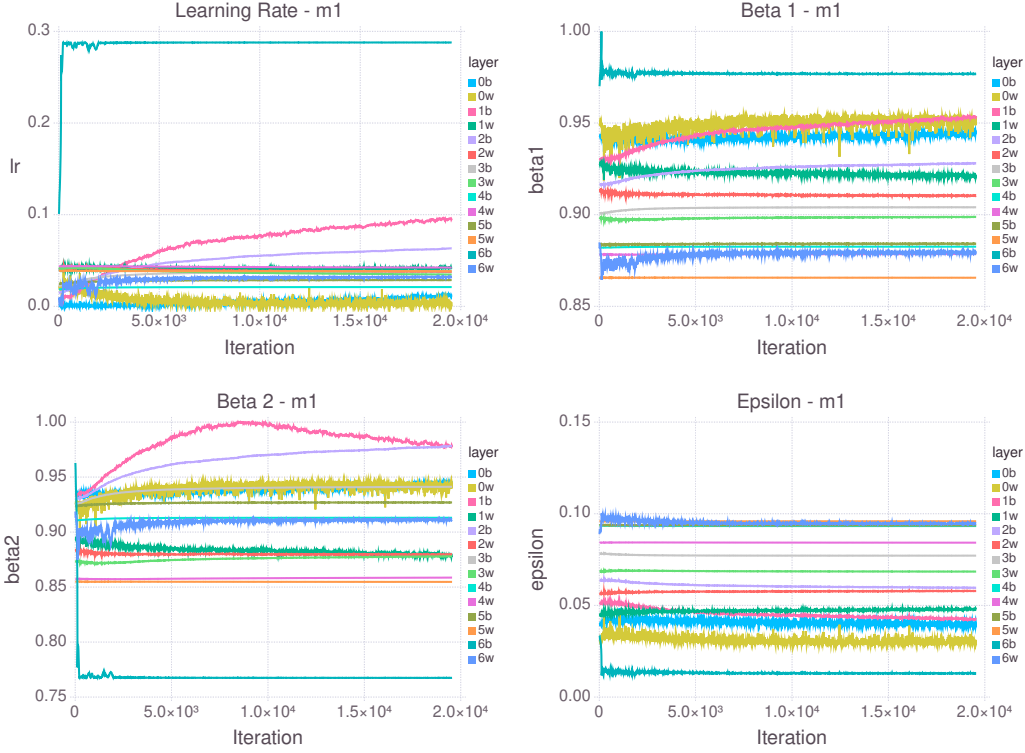 Learning Rate - m1
lr
0.3
0.2
0.1
0.0
0
5.0×10³
1.0×10⁴
1.5×10⁴
2.0×10⁴
Iteration
layer
0b
0w
1b
1w
2b
2w
3b
3w
4b
4w
5b
5w
6b
6w
Beta 1 - m1
beta1
1.00
0.95
0.90
0.85
0
5.0×10³
1.0×10⁴
1.5×10⁴
2.0×10⁴
Iteration
layer
0b
0w
1b
1w
2b
2w
3b
3w
4b
4w
5b
5w
6b
6w
Beta 2 - m1
beta2
1.00
0.95
0.90
0.85
0.80
0.75
0
5.0×10³
1.0×10⁴
1.5×10⁴
2.0×10⁴
Iteration
layer
0b
0w
1b
1w
2b
2w
3b
3w
4b
4w
5b
5w
6b
6w
Epsilon - m1
epsilon
0.15
0.10
0.05
0.00
0
5.0×10³
1.0×10⁴
1.5×10⁴
2.0×10⁴
Iteration
layer
0b
0w
1b
1w
2b
2w
3b
3w
4b
4w
5b
5w
6b
6w